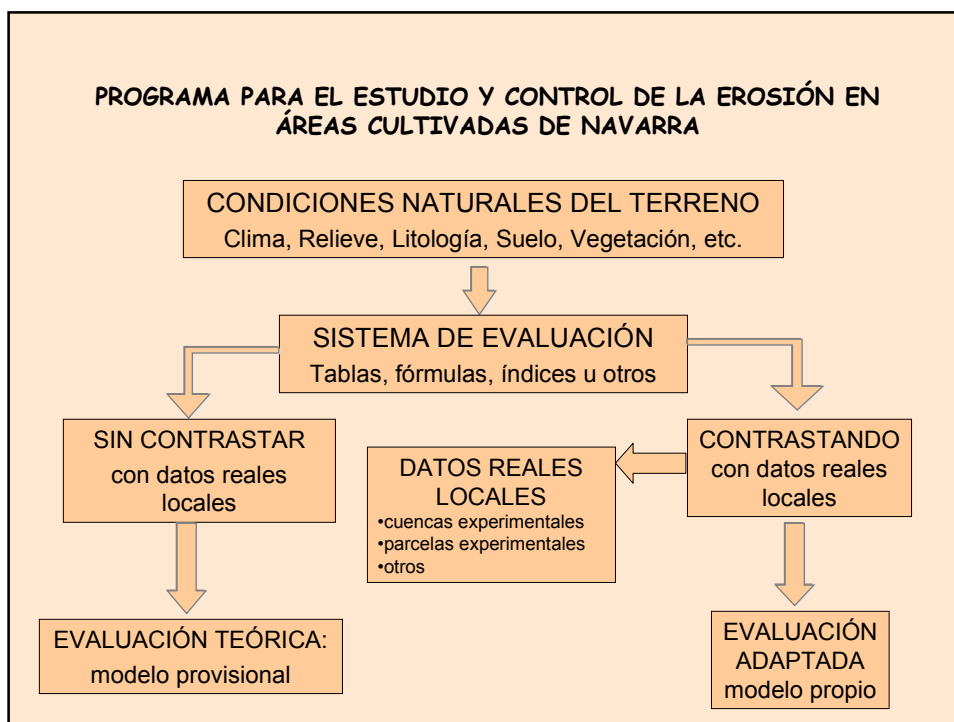 PROGRAMA PARA EL ESTUDIO Y CONTROL DE LA EROSIÓN EN
ÁREAS CULTIVADAS DE NAVARRA
CONDICIONES NATURALES DEL TERRENO
Clima, Relieve, Litología, Suelo, Vegetación, etc.
SISTEMA DE EVALUACIÓN
Tablas, fórmulas, índices u otros
SIN CONTRASTAR
con datos reales
locales
DATOS REALES
LOCALES
•cuencas experimentales
•parcelas experimentales
•otros
CONTRASTANDO
con datos reales
locales
EVALUACIÓN TEÓRICA:
modelo provisional
EVALUACIÓN
ADAPTADA
modelo propio